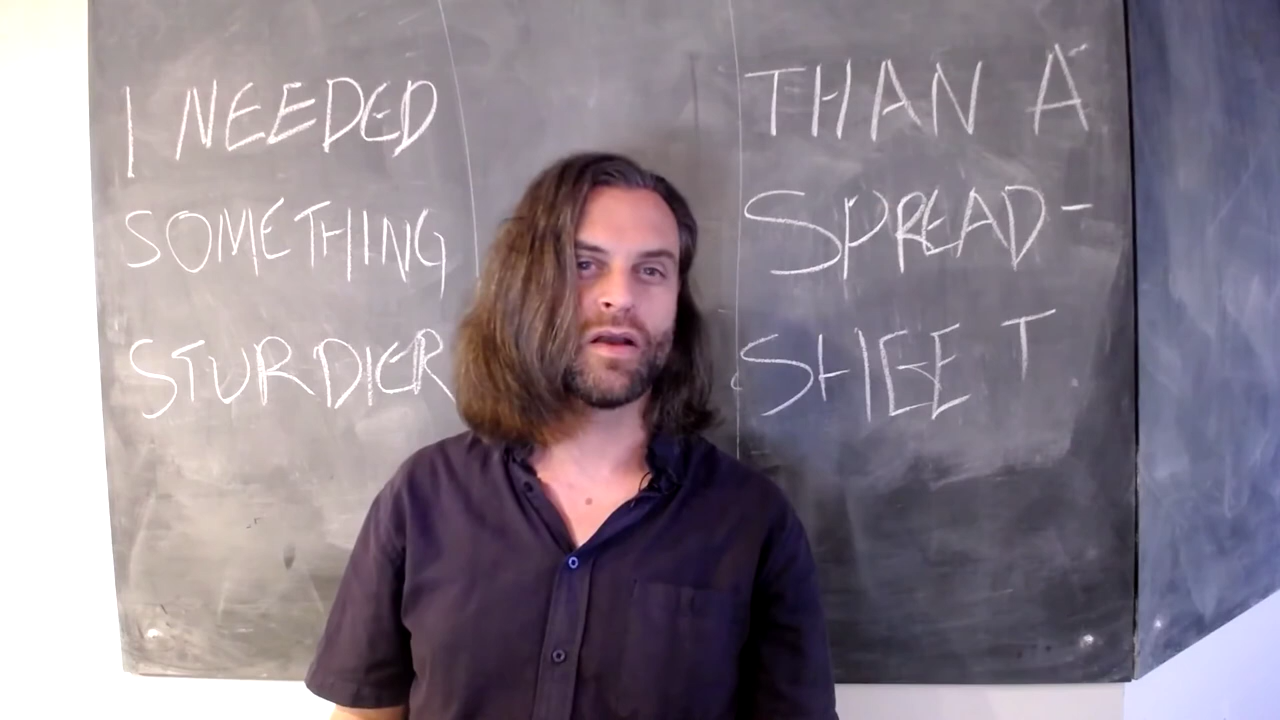 I NEEDED
SOMETHING
STURDIER
THAN A
SPREAD-
SHEET